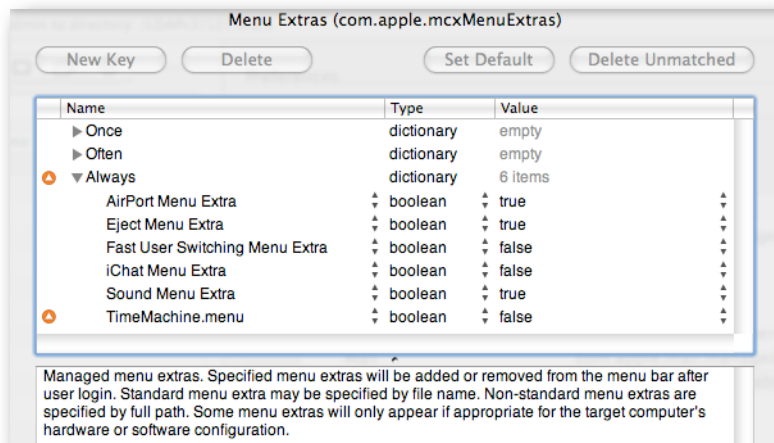 Menu Extras (com.apple.mcxMenuExtras)
New Key Delete Set Default Delete Unmatched
Name Type Value
Once dictionary empty
Often dictionary empty
Always dictionary 6 items
AirPort Menu Extra boolean true
Eject Menu Extra boolean true
Fast User Switching Menu Extra boolean false
iChat Menu Extra boolean false
Sound Menu Extra boolean true
TimeMachine.menu boolean false
Managed menu extras. Specified menu extras will be added or removed from the menu bar after
user login. Standard menu extra may be specified by file name. Non-standard menu extras are
specified by full path. Some menu extras will only appear if appropriate for the target computer's
hardware or software configuration.